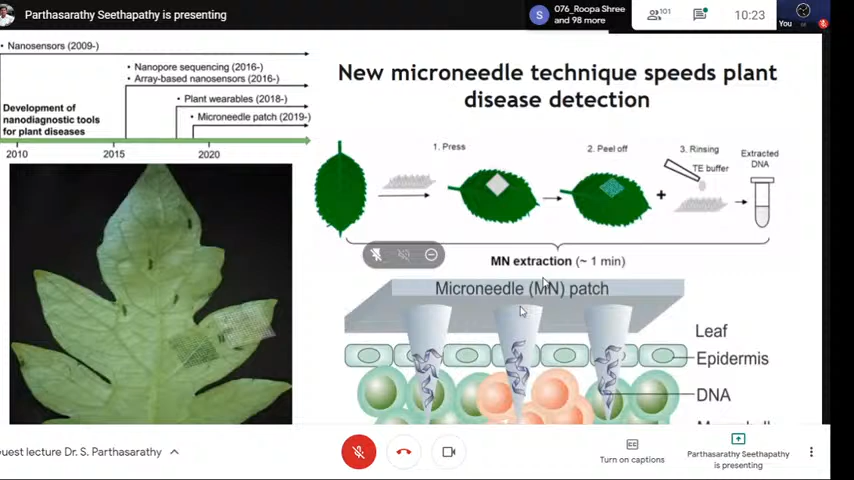 Parthasarathy Seethapathy is presenting
S
076_Roopa Shree
and 98 more
101
10:23
You
• Nanosensors (2009-)
• Nanopore sequencing (2016-)
• Array-based nanosensors (2016-)
• Plant wearables (2018-)
• Microneedle patch (2019-)
Development of
nanodiagnostic tools
for plant diseases
2010
2015
2020
New microneedle technique speeds plant
disease detection
1. Press
2. Peel off
3. Rinsing
TE buffer
Extracted
DNA
MN extraction (~ 1 min)
Microneedle (MN) patch
Leaf
Epidermis
DNA
uest lecture Dr. S. Parthasarathy
Turn on captions
Parthasarathy Seethapathy
is presenting